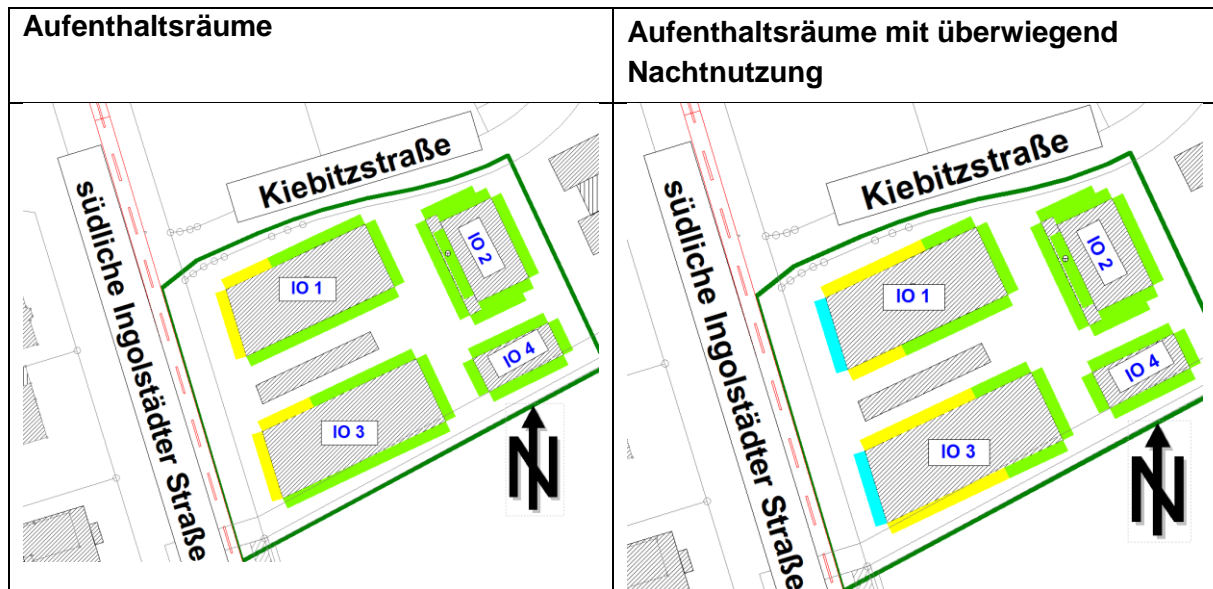 Aufenthaltsräume
Aufenthaltsräume mit überwiegend
Nachtnutzung
Kiebitzstraße
südliche Ingolstädter Straße
IO 1
IO 2
IO 4
IO 3
N
Kiebitzstraße
südliche Ingolstädter Straße
IO 1
IO 2
IO 4
IO 3
N